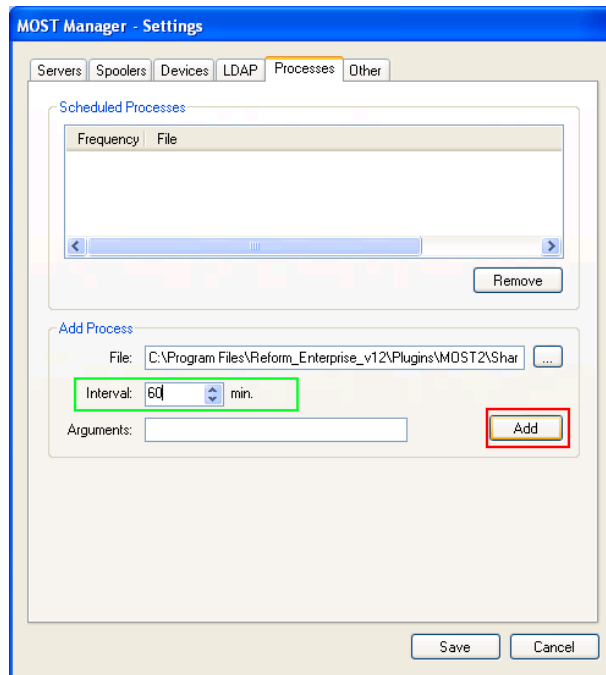 MOST Manager - Settings
Servers Spoolers Devices LDAP Processes Other
Scheduled Processes
Frequency File
Remove
Add Process
File: C:\Program Files\Reform_Enterprise_v12\Plugins\MOST2\Shar ...
Interval: 60 min.
Arguments: Add
Save Cancel